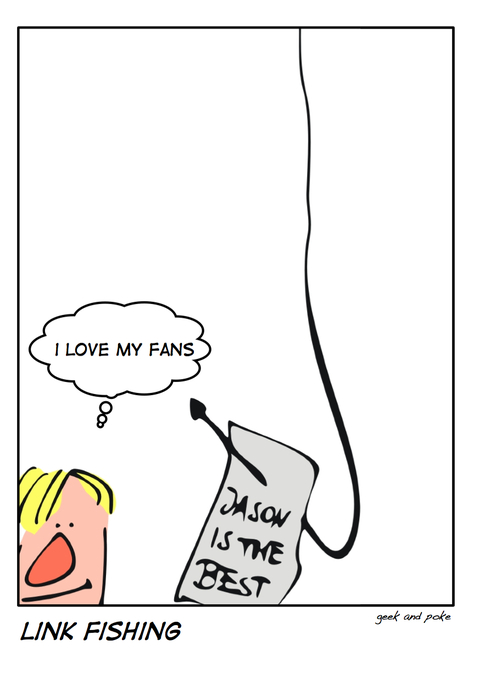 I LOVE MY FANS
JASON
IS THE
BEST
geek and poke
LINK FISHING